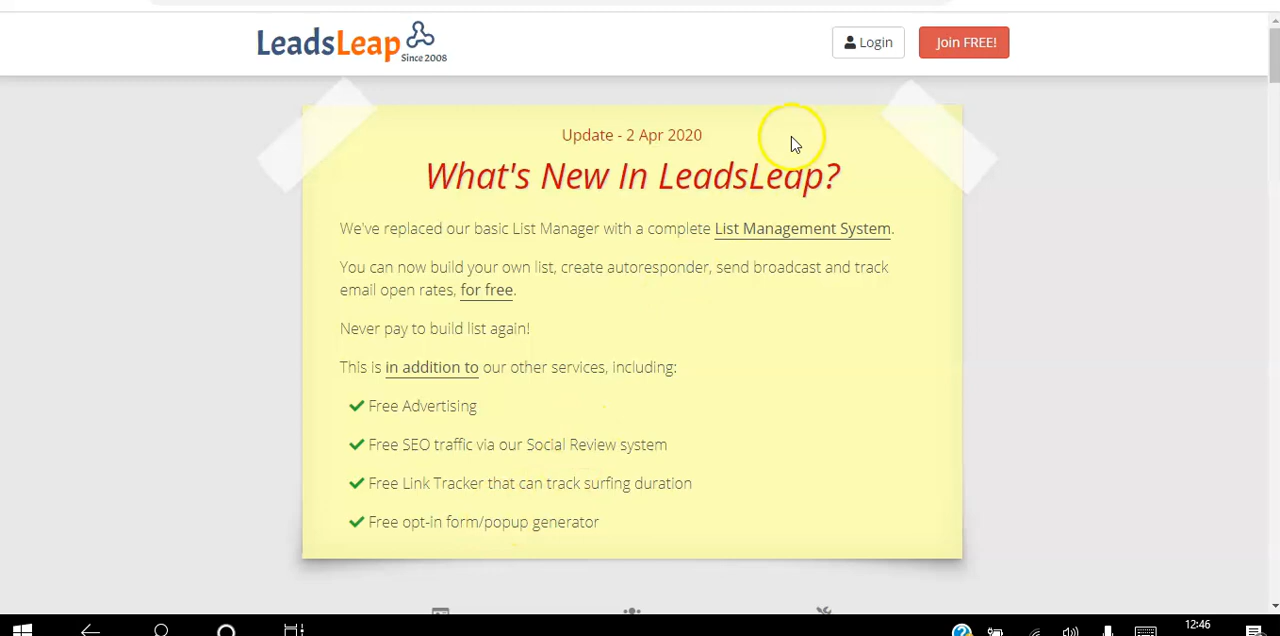 LeadsLeap
Since 2008
Login
Join FREE!
Update - 2 Apr 2020
What's New In LeadsLeap?
We've replaced our basic List Manager with a complete List Management System.
You can now build your own list, create autoresponder, send broadcast and track
email open rates, for free.
Never pay to build list again!
This is in addition to our other services, including:
Free Advertising
Free SEO traffic via our Social Review system
Free Link Tracker that can track surfing duration
Free opt-in form/popup generator
12:46